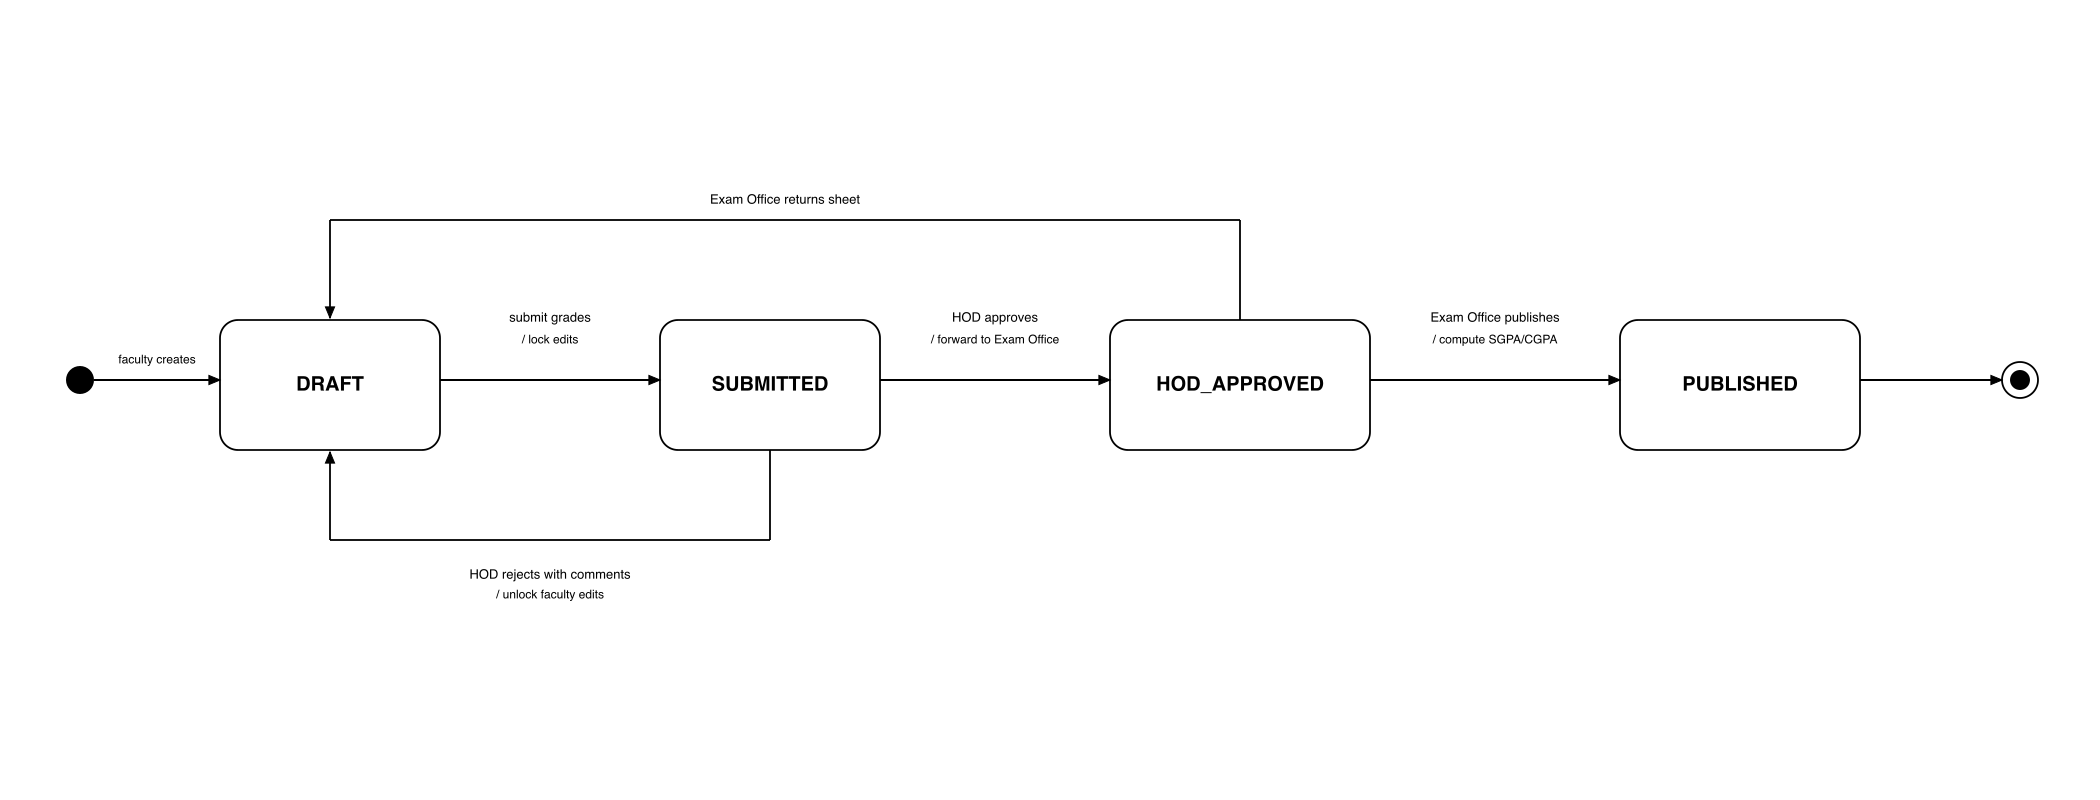 Exam Office returns sheet
submit grades
/ lock edits
HOD approves
/ forward to Exam Office
Exam Office publishes
/ compute SGPA/CGPA
faculty creates
DRAFT
SUBMITTED
HOD_APPROVED
PUBLISHED
HOD rejects with comments
/ unlock faculty edits